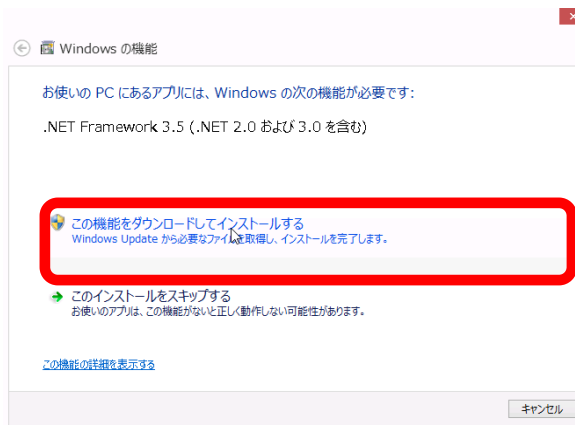 Windows の機能
お使いの PC にあるアプリには、Windows の次の機能が必要です:
.NET Framework 3.5 (.NET 2.0 および 3.0 を含む)
この機能をダウンロードしてインストールする
Windows Update から必要なファイルを取得し、インストールを完了します。
このインストールをスキップする
お使いのアプリは、この機能がないと正しく動作しない可能性があります。
この機能の詳細を表示する
キャンセル